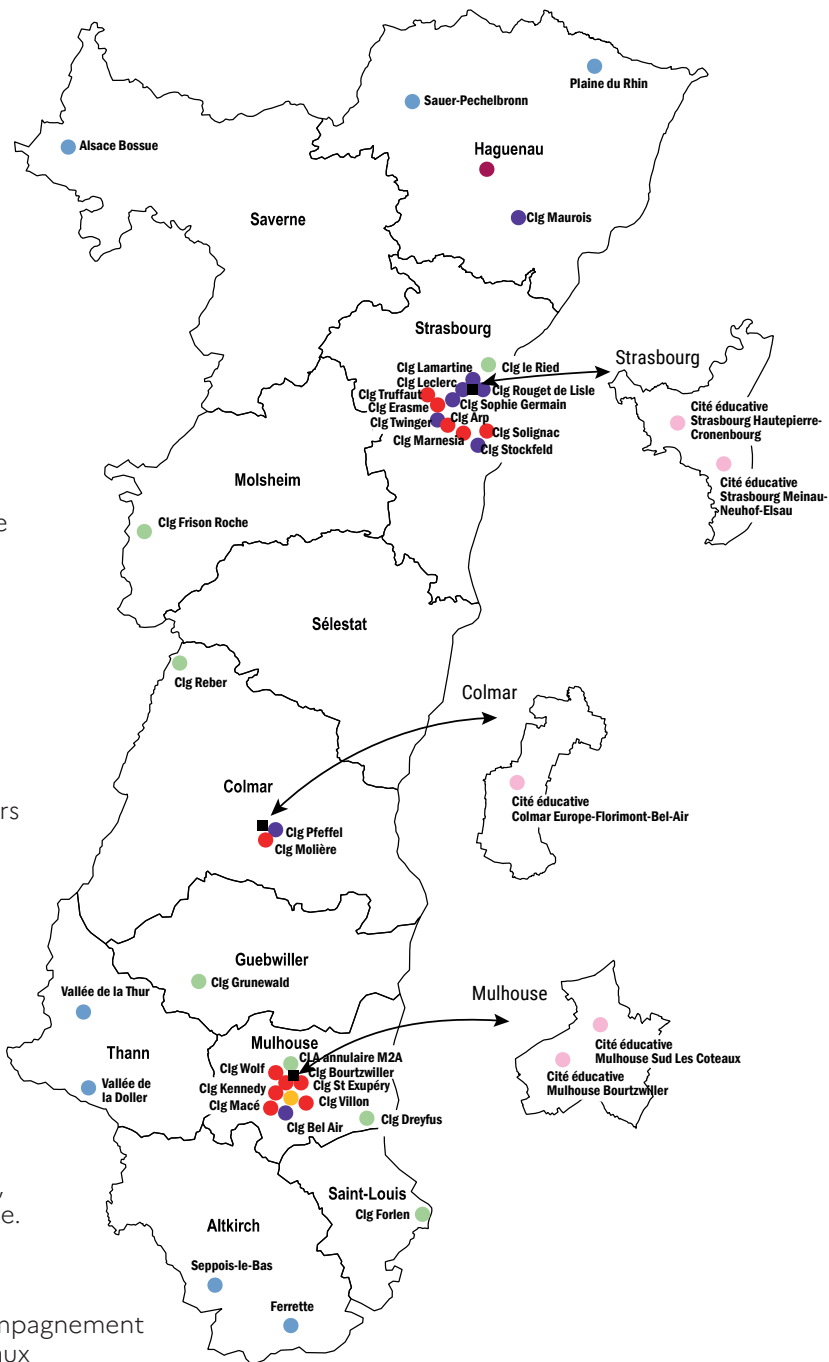 Plaine du Rhin
Sauer-Pechelbronn
Alsace Bossue
Haguenau
Clg Maurois
Saverne
Strasbourg
Clg Lamartine
Clg le Ried
Clg Leclerc
Clg Rouget de Lisle
Clg Truffaut
Clg Sophie Germain
Clg Erasme
Clg Arp
Clg Twinger
Clg Solignac
Clg Marnesia
Clg Stockfeld
Strasbourg
Cité éducative
Strasbourg Hautepierre-
Cronenbourg
Cité éducative
Strasbourg Meinau-
Neuhof-Elsau
Molsheim
Clg Frison Roche
e
Sélestat
Clg Reber
Colmar
Colmar
Cité éducative
Colmar Europe-Florimont-Bel-Air
rs
Clg Pfeffel
Clg Molière
Guebwiller
Clg Grunewald
Vallée de la Thur
Thann
Vallée de
la Doller
Mulhouse
Mulhouse
CLA annulaire M2A
Clg Wolf
Clg Bourtzwiller
Clg Kennedy
Clg St Exupéry
Clg Macé
Clg Villon
Clg Bel Air
Clg Dreyfus
Cité éducative
Mulhouse Sud Les Coteaux
Cité éducative
Mulhouse Bourtzwiller
Saint-Louis
Clg Forlen
,
e.
Altkirch
Seppois-le-Bas
Ferrette
mpagnement
aux